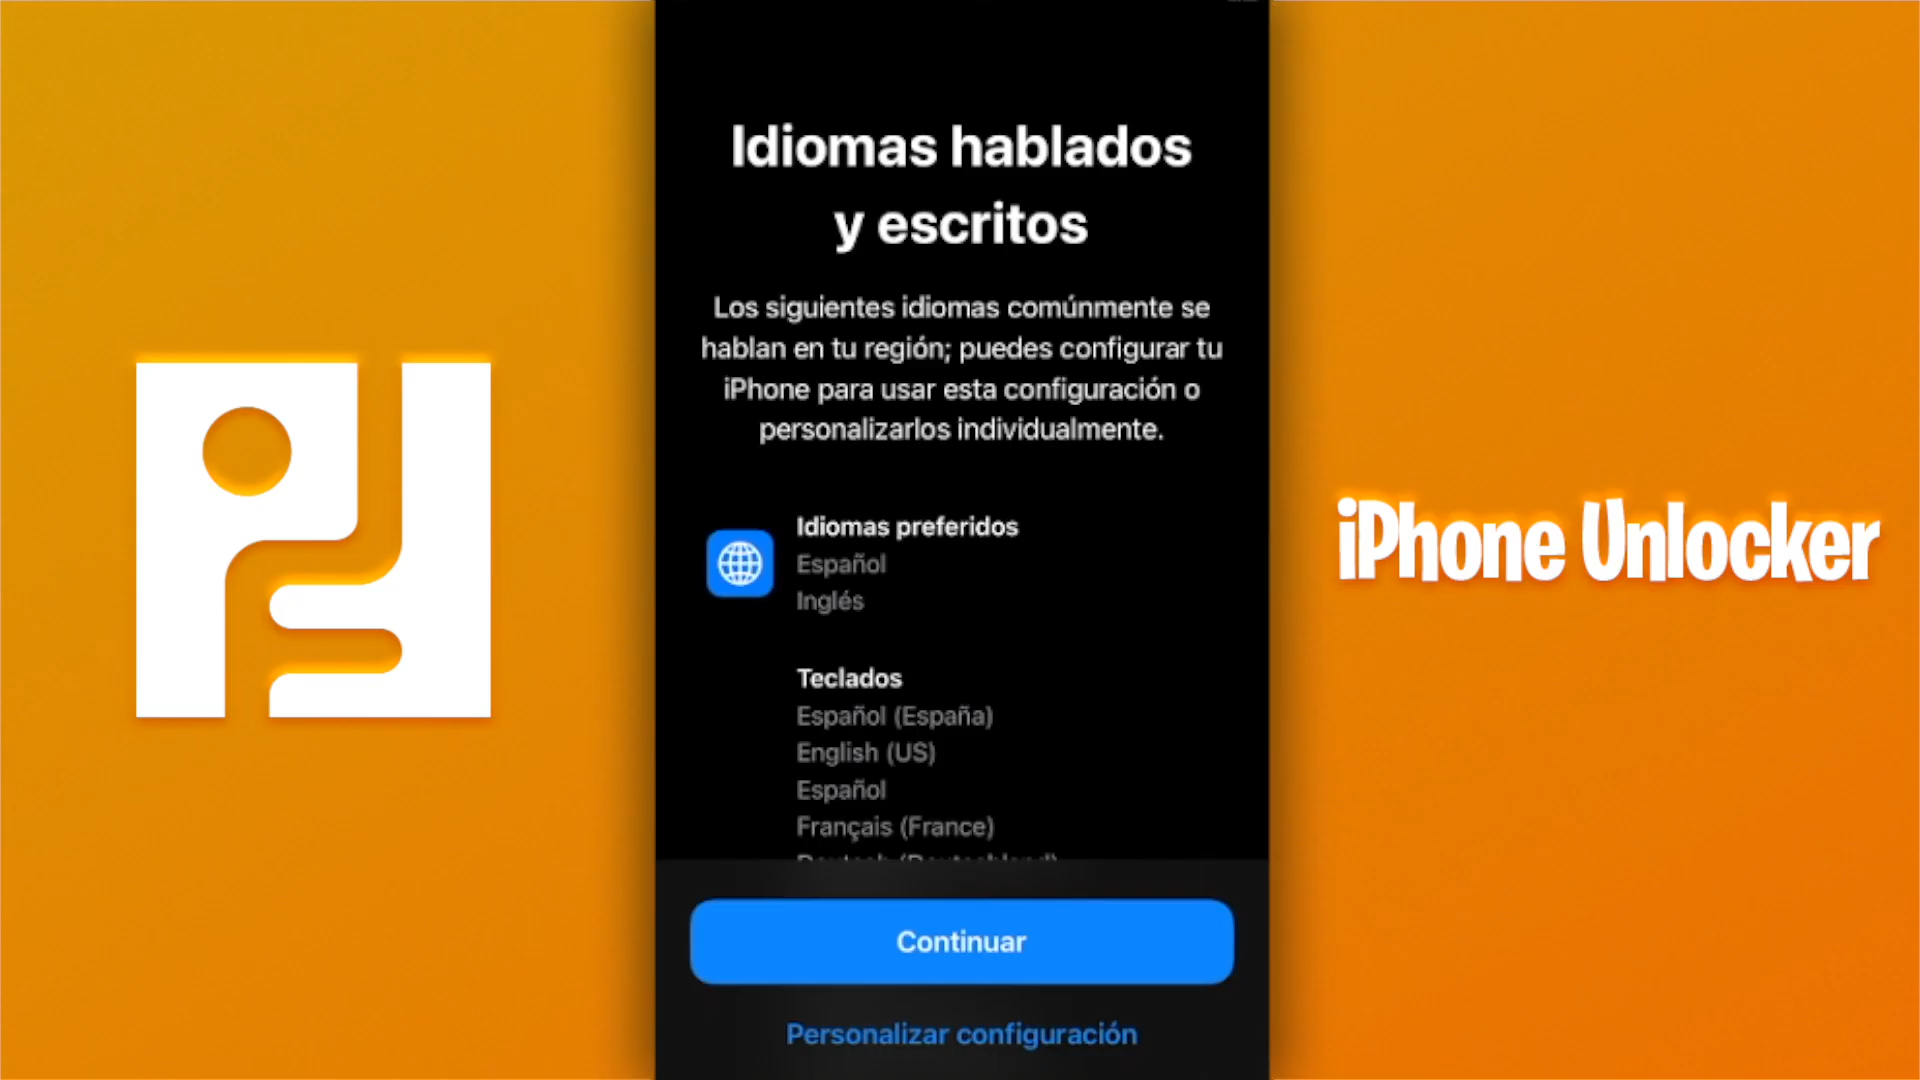 Idiomas hablados
y escritos
Los siguientes idiomas comúnmente se
hablan en tu región; puedes configurar tu
iPhone para usar esta configuración o
personalizarlos individualmente.
Idiomas preferidos
Español
Inglés
Teclados
Español (España)
English (US)
Español
Français (France)
Deutsch (Deutschland)
Continuar
Personalizar configuración
iPhone Unlocker